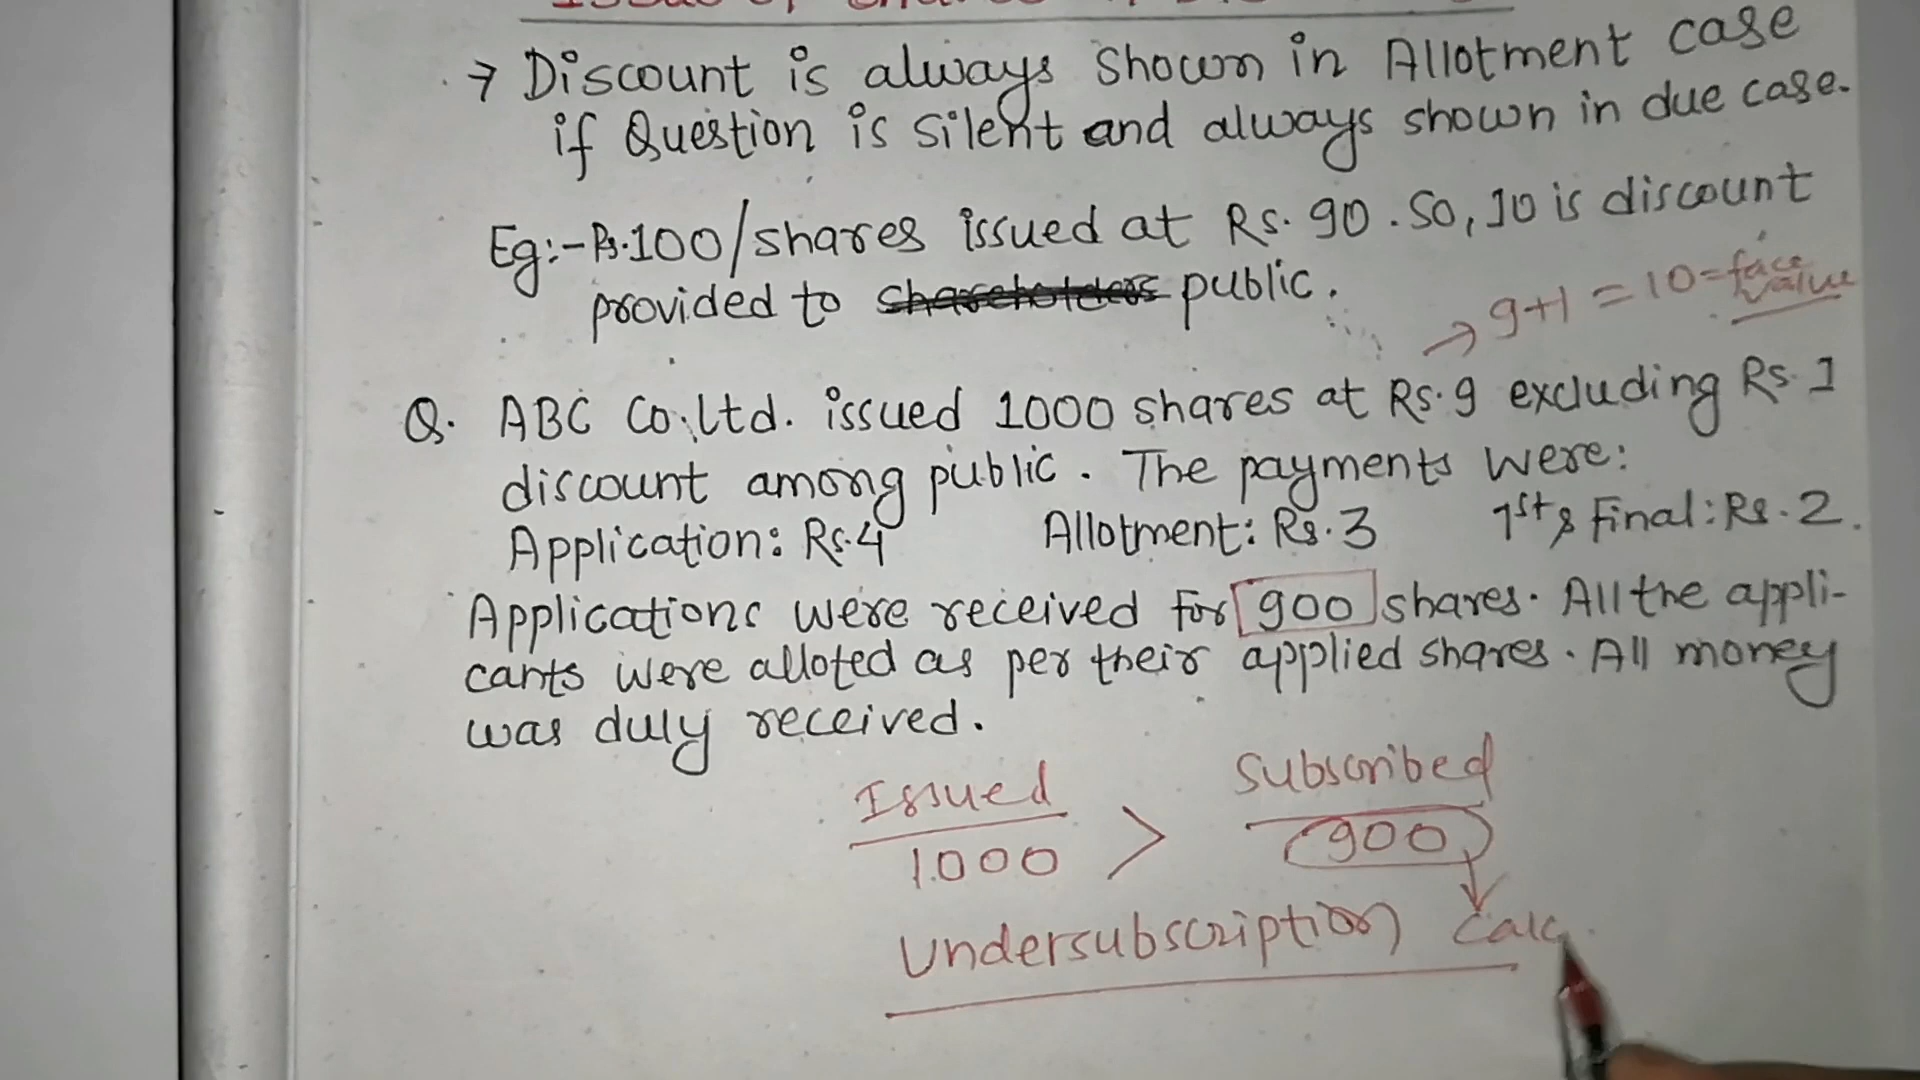 → Discount is always shown in Allotment case
if Question is silent and always shown in due case.
Eg:- Rs.100/shares issued at Rs. 90. So, 10 is discount
provided to shareholders public.
→ 9+1 = 10 = face value
Q. ABC Co. Ltd. issued 1000 shares at Rs. 9 excluding Rs. 1
discount among public. The payments were:
Application: Rs. 4 Allotment: Rs. 3 1st & Final: Rs. 2.
Applications were received for 900 shares. All the appli-
cants were alloted as per their applied shares. All money
was duly received.
Issued Subscribed
1000 > 900
Undersubscription Calc